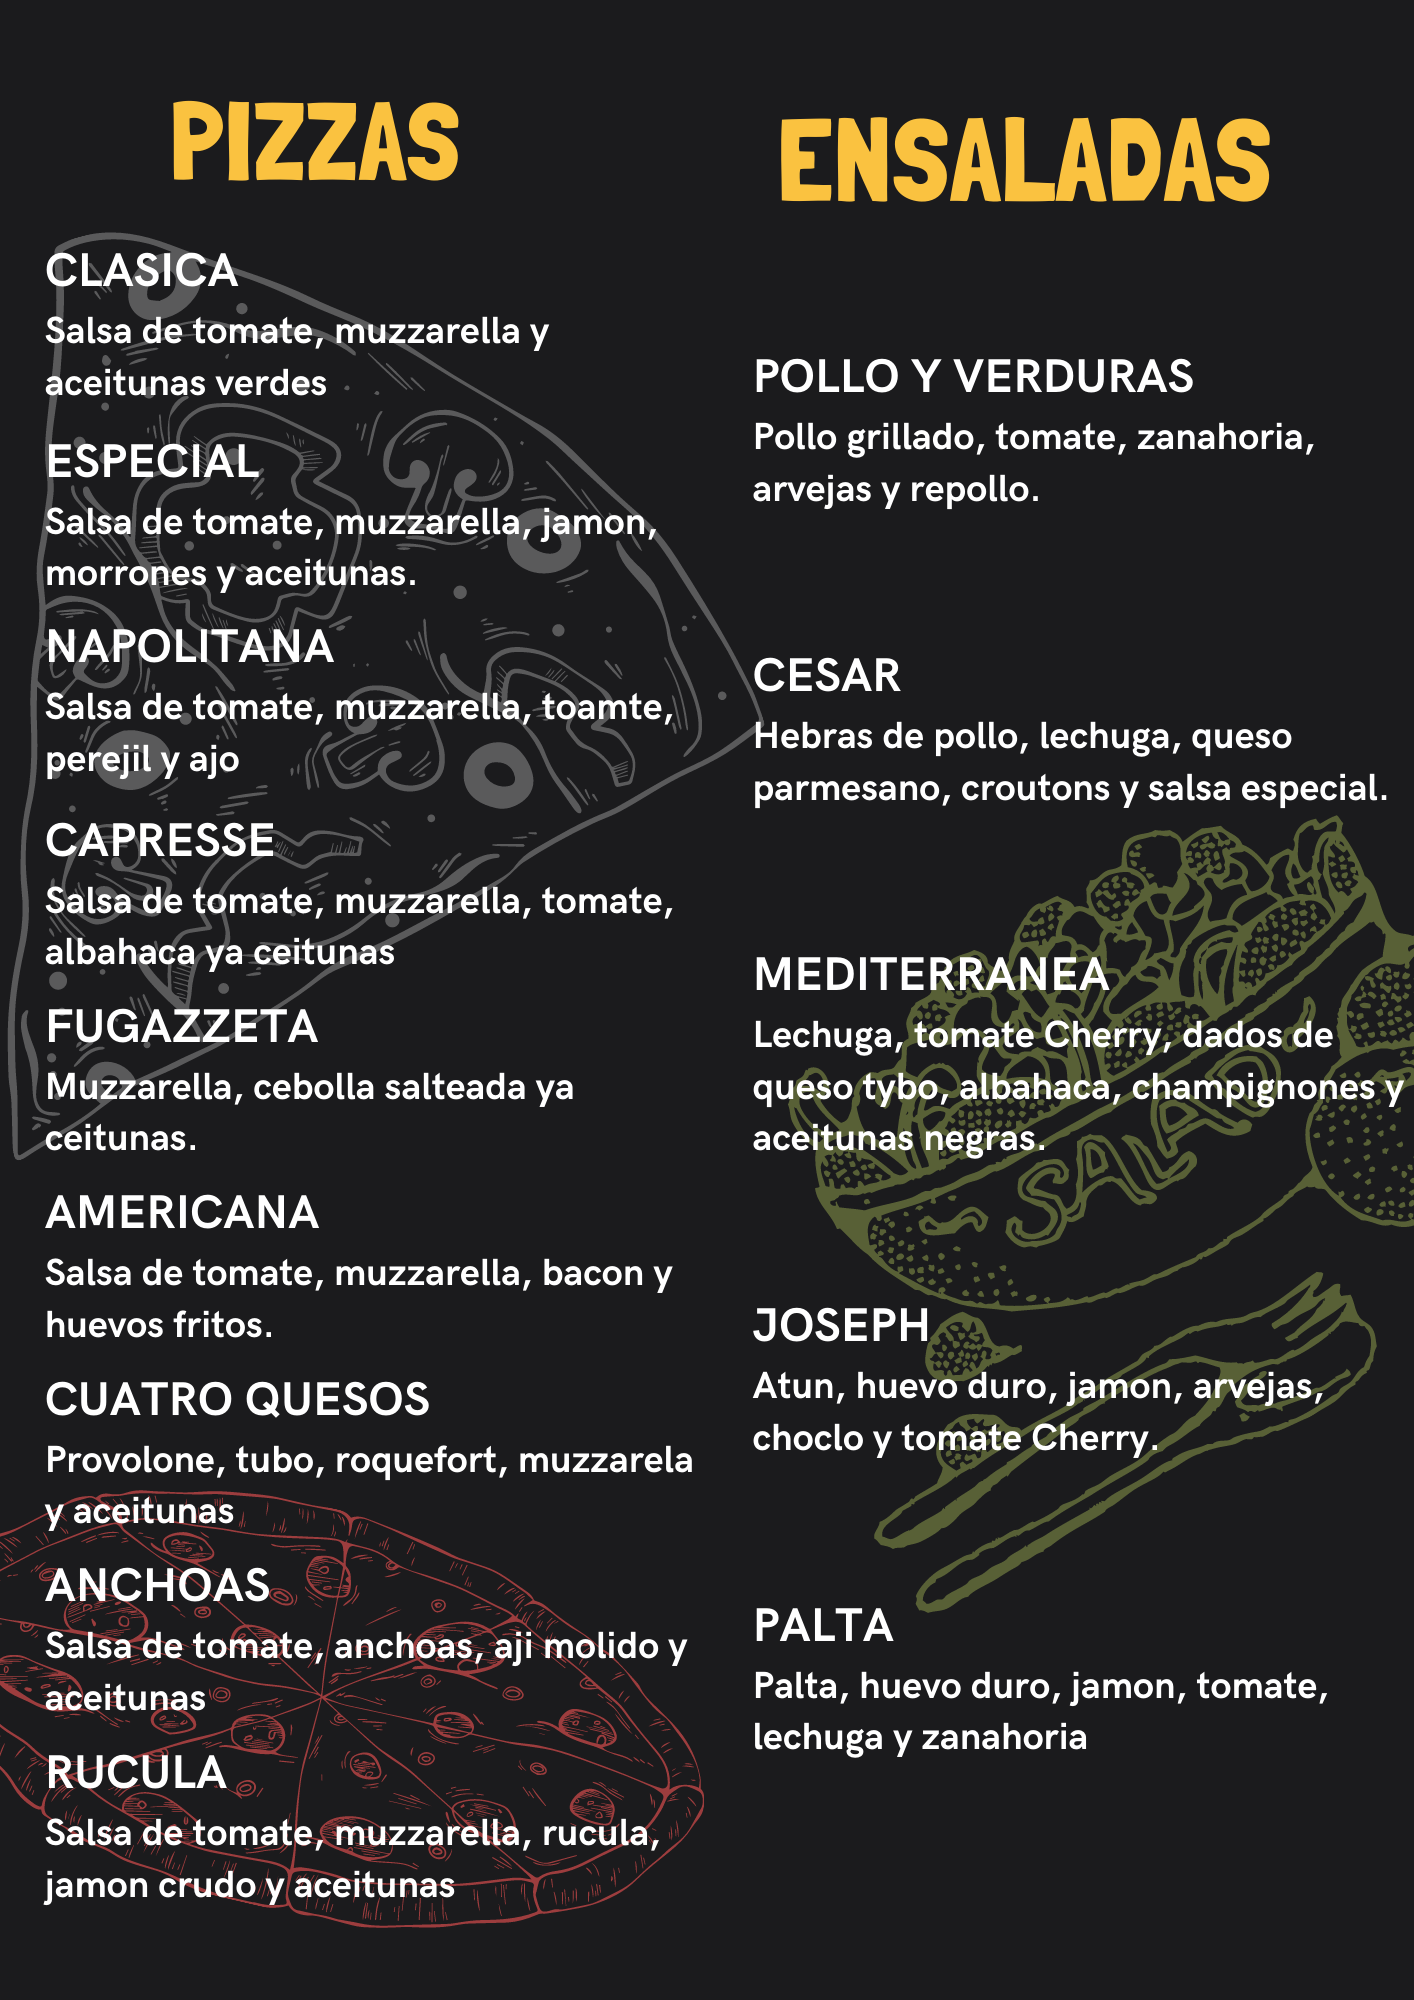 PIZZAS
CLASICA
Salsa de tomate, muzzarella y
aceitunas verdes
ESPECIAL
Salsa de tomate, muzzarella, jamon,
morrones y aceitunas.
NAPOLITANA
Salsa de tomate, muzzarella, toamte,
perejil y ajo
CAPRESSE
Salsa de tomate, muzzarella, tomate,
albahaca ya ceitunas
FUGAZZETA
Muzzarella, cebolla salteada ya
ceitunas.
AMERICANA
Salsa de tomate, muzzarella, bacon y
huevos fritos.
CUATRO QUESOS
Provolone, tubo, roquefort, muzzarela
y aceitunas
ANCHOAS
Salsa de tomate, anchoas, aji molido y
aceitunas
RUCULA
Salsa de tomate, muzzarella, rucula,
jamon crudo y aceitunas
ENSALADAS
POLLO Y VERDURAS
Pollo grillado, tomate, zanahoria,
arvejas y repollo.
CESAR
Hebras de pollo, lechuga, queso
parmesano, croutons y salsa especial.
MEDITERRANEA
Lechuga, tomate Cherry, dados de
queso tybo, albahaca, champignones y
aceitunas negras.
SALAD
JOSEPH
Atun, huevo duro, jamon, arvejas,
choclo y tomate Cherry.
PALTA
Palta, huevo duro, jamon, tomate,
lechuga y zanahoria